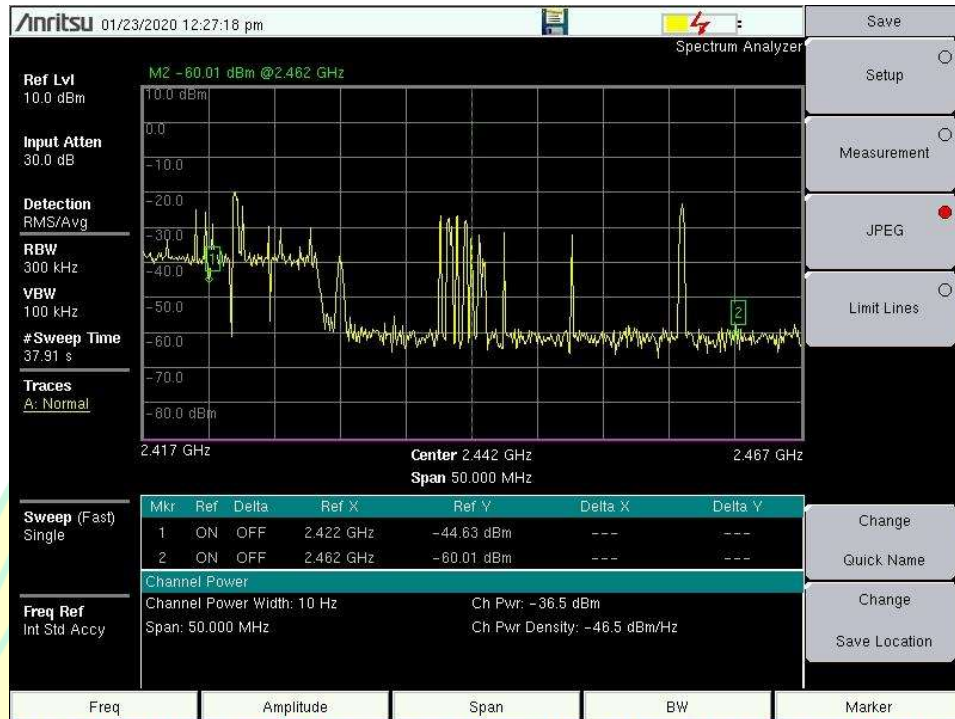 Anritsu 01/23/2020 12:27:18 pm
Save
Spectrum Analyzer
M2 -60.01 dBm @2.462 GHz
Ref Lvl
10.0 dBm
Input Atten
30.0 dB
Detection
RMS/Avg
RBW
300 kHz
VBW
100 kHz
#Sweep Time
37.91 s
Traces
A: Normal
Sweep (Fast)
Single
Freq Ref
Int Std Accy
10.0 dBm
0.0
-10.0
-20.0
-30.0
-40.0
-50.0
-60.0
-70.0
-80.0 dBm
1
2
2.417 GHz
Center 2.442 GHz
2.467 GHz
Span 50.000 MHz
Mkr Ref Delta Ref X Ref Y Delta X Delta Y
1 ON OFF 2.422 GHz -44.63 dBm --- ---
2 ON OFF 2.462 GHz -60.01 dBm --- ---
Channel Power
Channel Power Width: 10 Hz Ch Pwr: -36.5 dBm
Span: 50.000 MHz Ch Pwr Density: -46.5 dBm/Hz
Setup
Measurement
JPEG
Limit Lines
Change
Quick Name
Change
Save Location
Freq Amplitude Span BW Marker